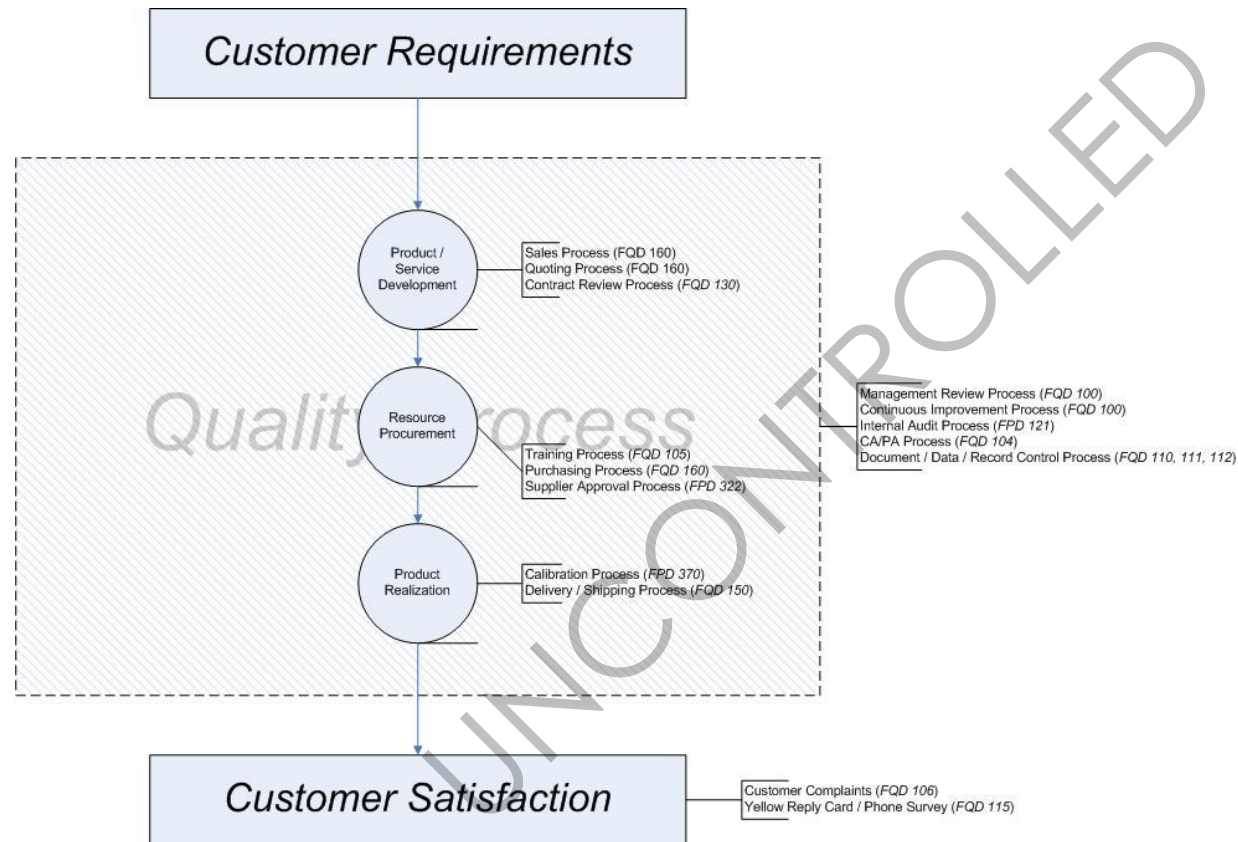 Customer Requirements
Product /
Service
Development
Sales Process (FQD 160)
Quoting Process (FQD 160)
Contract Review Process (FQD 130)
Quality Process
Resource
Procurement
Training Process (FQD 105)
Purchasing Process (FQD 160)
Supplier Approval Process (FPD 322)
Management Review Process (FQD 100)
Continuous Improvement Process (FQD 100)
Internal Audit Process (FPD 121)
CA/PA Process (FQD 104)
Document / Data / Record Control Process (FQD 110, 111, 112)
Product
Realization
Calibration Process (FPD 370)
Delivery / Shipping Process (FQD 150)
Customer Satisfaction
Customer Complaints (FQD 106)
Yellow Reply Card / Phone Survey (FQD 115)
UNCONTROLLED